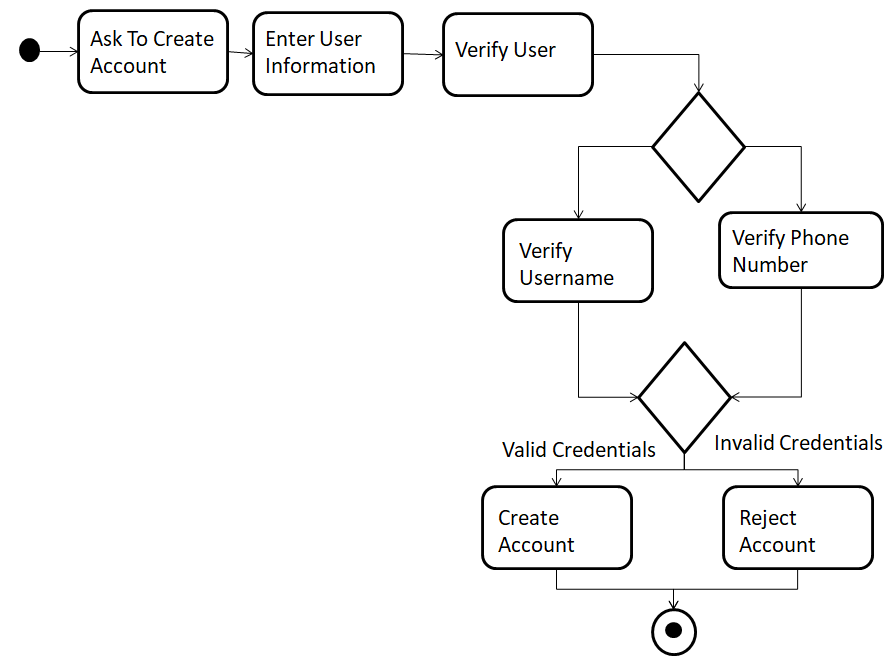 Ask To Create
Account
Enter User
Information
Verify User
Verify
Username
Verify Phone
Number
Valid Credentials
Invalid Credentials
Create
Account
Reject
Account